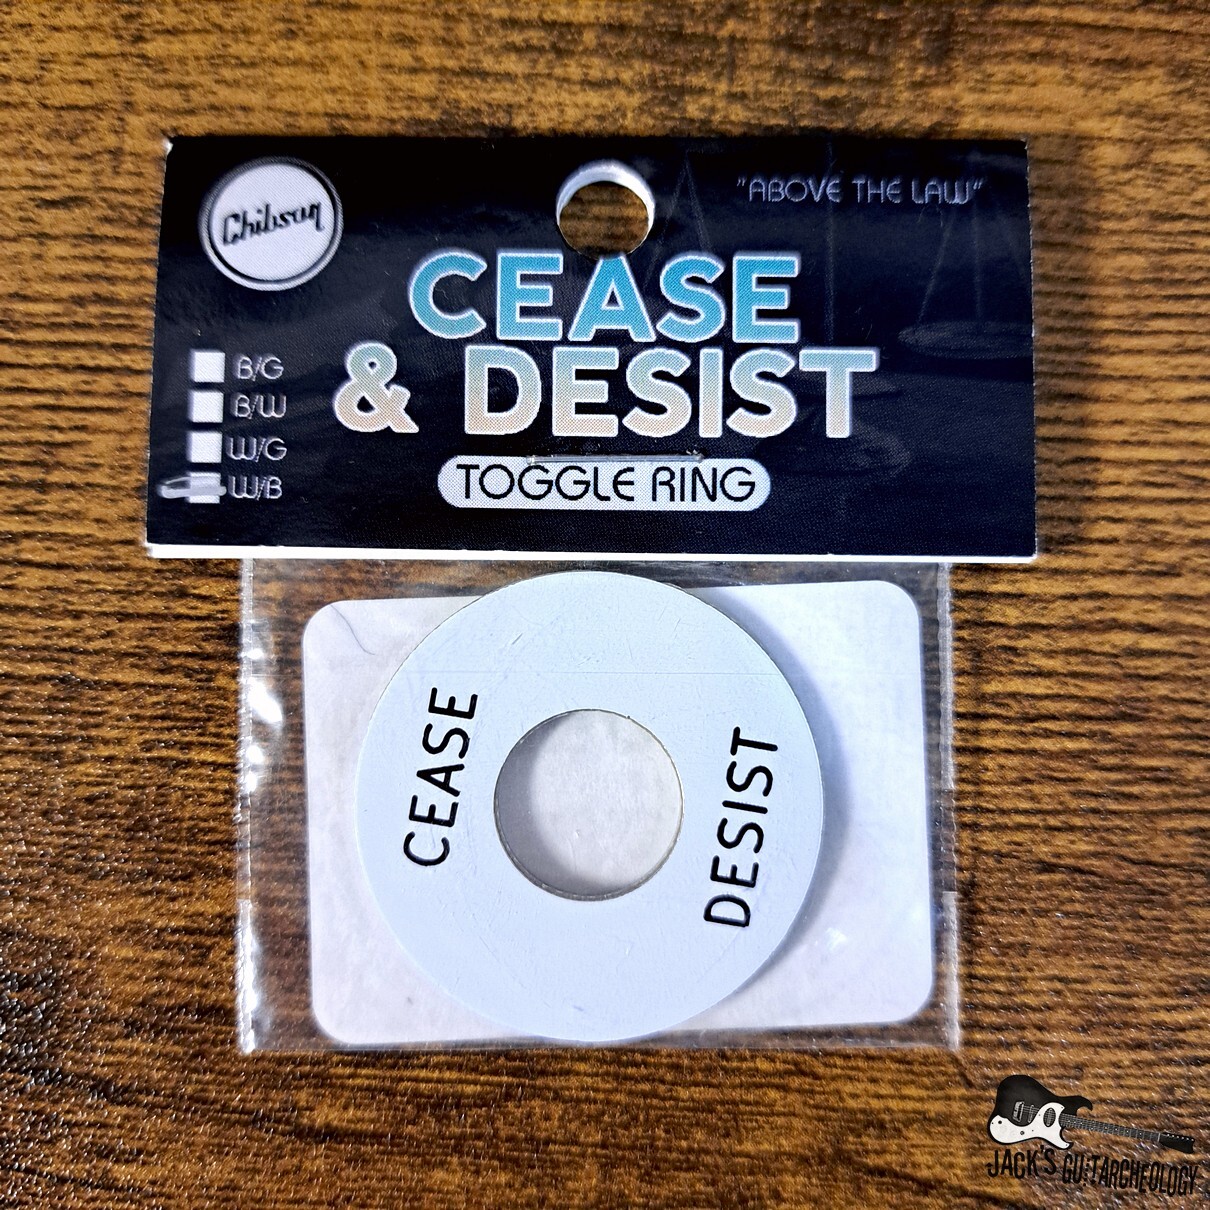 Chibson
"ABOVE THE LAW"
CEASE
& DESIST
TOGGLE RING
B/G
B/W
W/G
W/B
CEASE
DESIST
JACK'S GUITARCHEOLOGY